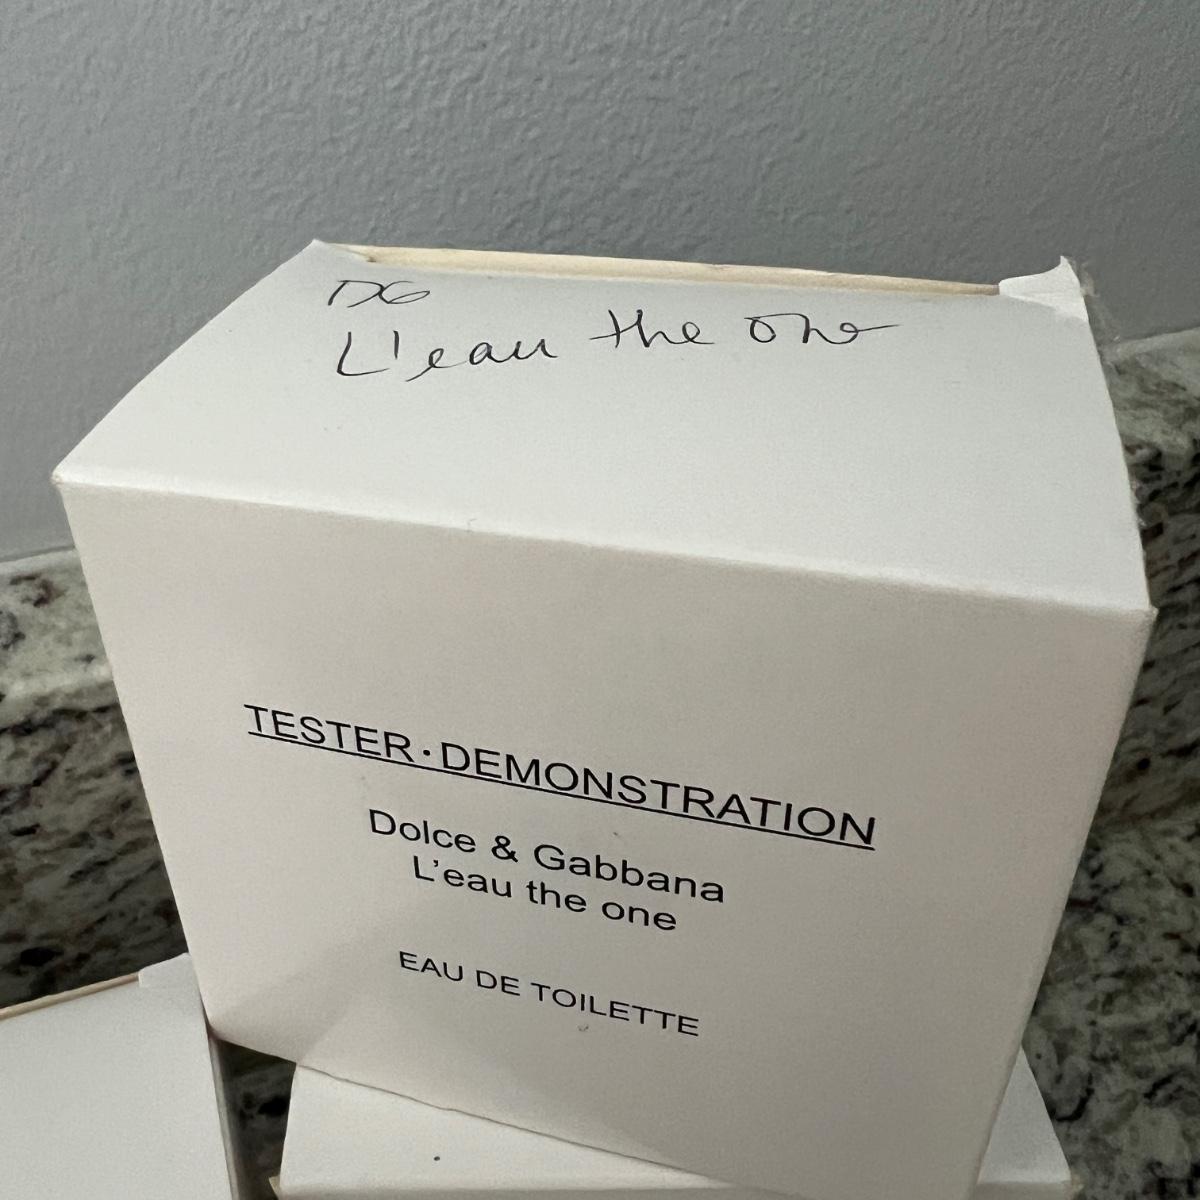 DG
L'eau the one
TESTER·DEMONSTRATION
Dolce & Gabbana
L'eau the one
EAU DE TOILETTE